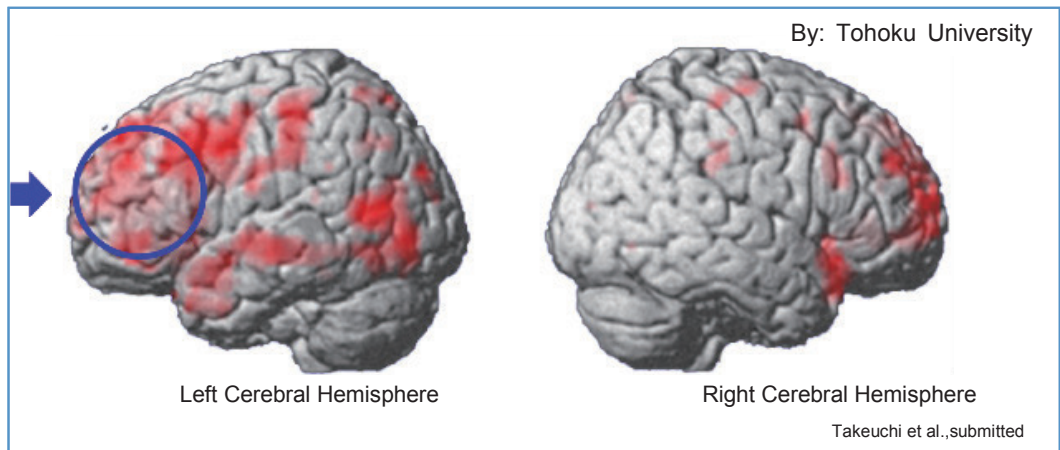 By: Tohoku University
Left Cerebral Hemisphere
Right Cerebral Hemisphere
Takeuchi et al.,submitted